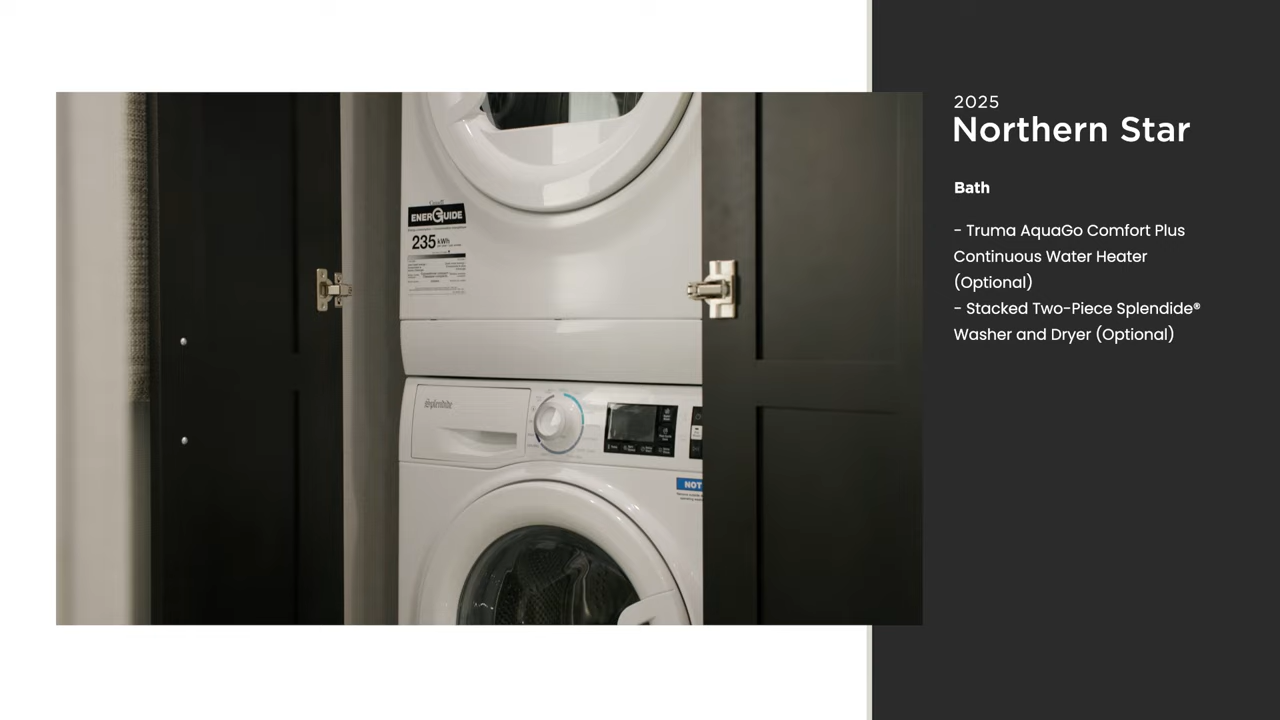 2025
Northern Star
Bath
- Truma AquaGo Comfort Plus
Continuous Water Heater
(Optional)
- Stacked Two-Piece Splendide®
Washer and Dryer (Optional)
Canada
ENERGUIDE
235 kWh
splendide
NOT